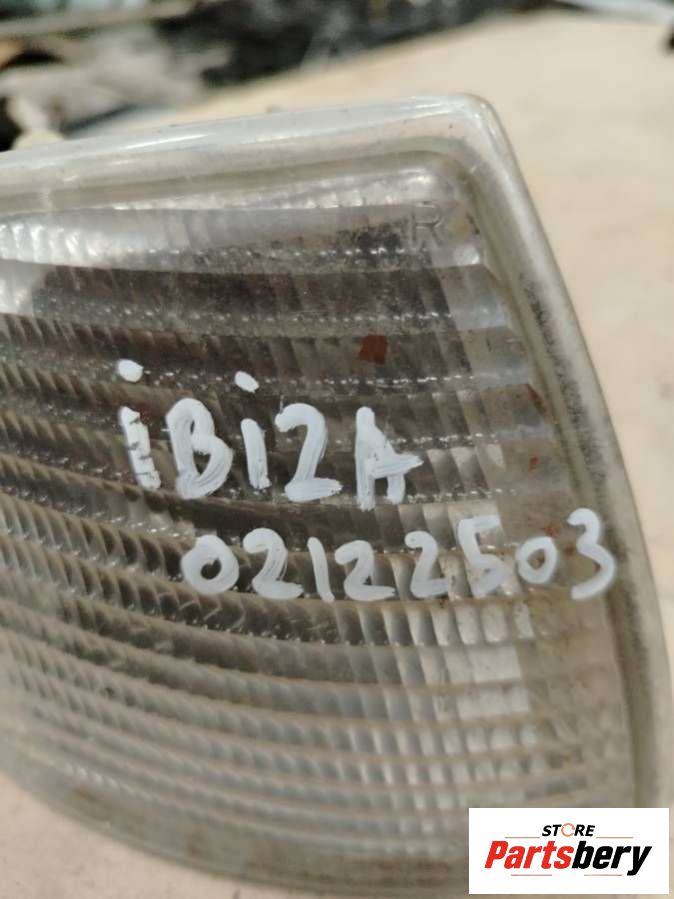 R
iBiZA
02122503
STORE
Partsbery